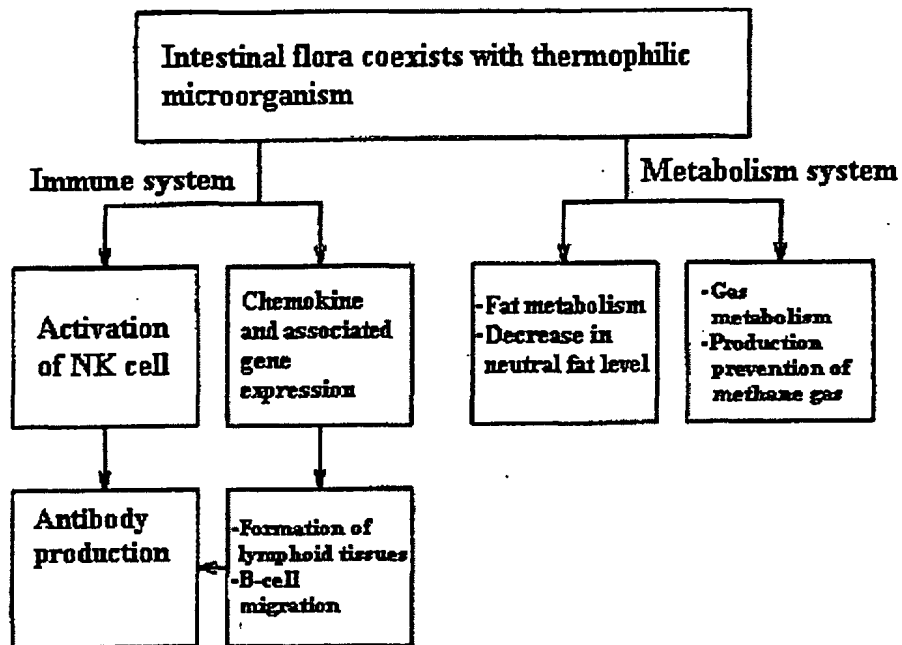 Intestinal flora coexists with thermophilic
microorganism
Immune system
Metabolism system
Activation
of NK cell
Chemokine
and associated
gene
expression
-Fat metabolism
-Decrease in
neutral fat level
-Gas
metabolism
-Production
prevention of
methane gas
Antibody
production
-Formation of
lymphoid tissues
-B-cell
migration